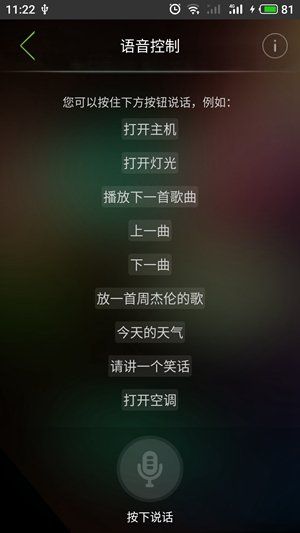 11:22 81
语音控制
您可以按住下方按钮说话，例如：
打开主机
打开灯光
播放下一首歌曲
上一曲
下一曲
放一首周杰伦的歌
今天的天气
请讲一个笑话
打开空调
按下说话